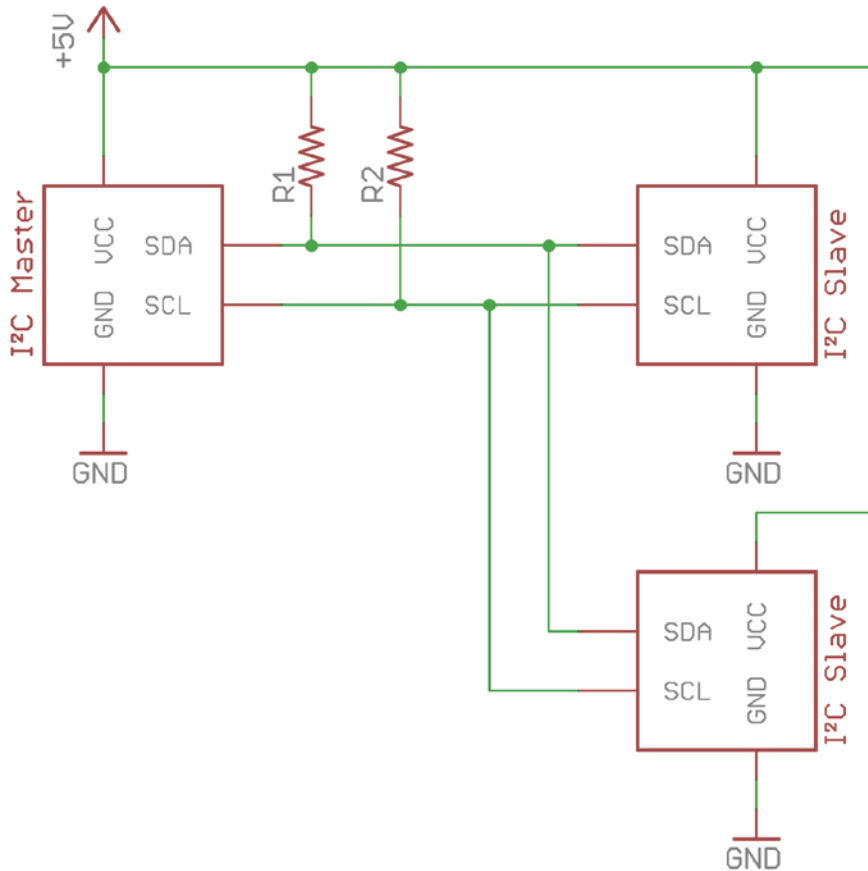 +5V
R1
R2
I²C Master
VCC
GND
SDA
SCL
GND
SDA
SCL
VCC
GND
I²C Slave
GND
SDA
SCL
VCC
GND
I²C Slave
GND